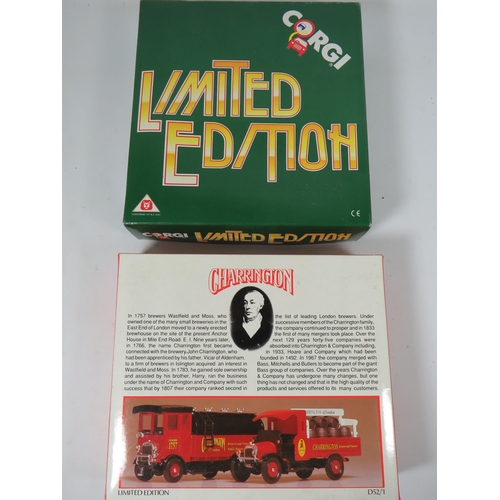 CORGI
LIMITED
EDITION
CE
CORGI LIMITED EDITION
CHARRINGTON
In 1757 brewers Wastfield and Moss, who
owned one of the many small breweries in the
East End of London moved to a newly erected
brewhouse on the isle of the present Anchor
House in Mile End Road, E. I. Nine years later,
in 1766, the name Charrington first became
connected with the brewery. John Charrington, who
had been apprenticed by his father, Vicar of Aldenham,
to a firm of brewers in Islington acquired an interest in
Wastfield and Moss. In 1783, he gained sole ownership
and assisted by his brother, Harry, ran the business
under the name of Charrington and Company with such
success that by 1807 their company ranked second in
the list of leading London brewers. Under
successive members of the Charrington family,
the company continued to prosper and in 1833
the first of many mergers took place. Over the
next 129 years forty-five companies were
absorbed into Charrington & Company including,
in 1933, Hoare and Company which had been
founded in 1492. In 1967 the company merged with
Bass, Mitchells and Butlers to become part of the giant
Bass group of Companies. Over the years Charrington
& Company has undergone many changes, but one
thing has not changed and that is the high quality of the
products and services offered to its many customers
1757
CHARRINGTON
LIMITED EDITION
D52/1